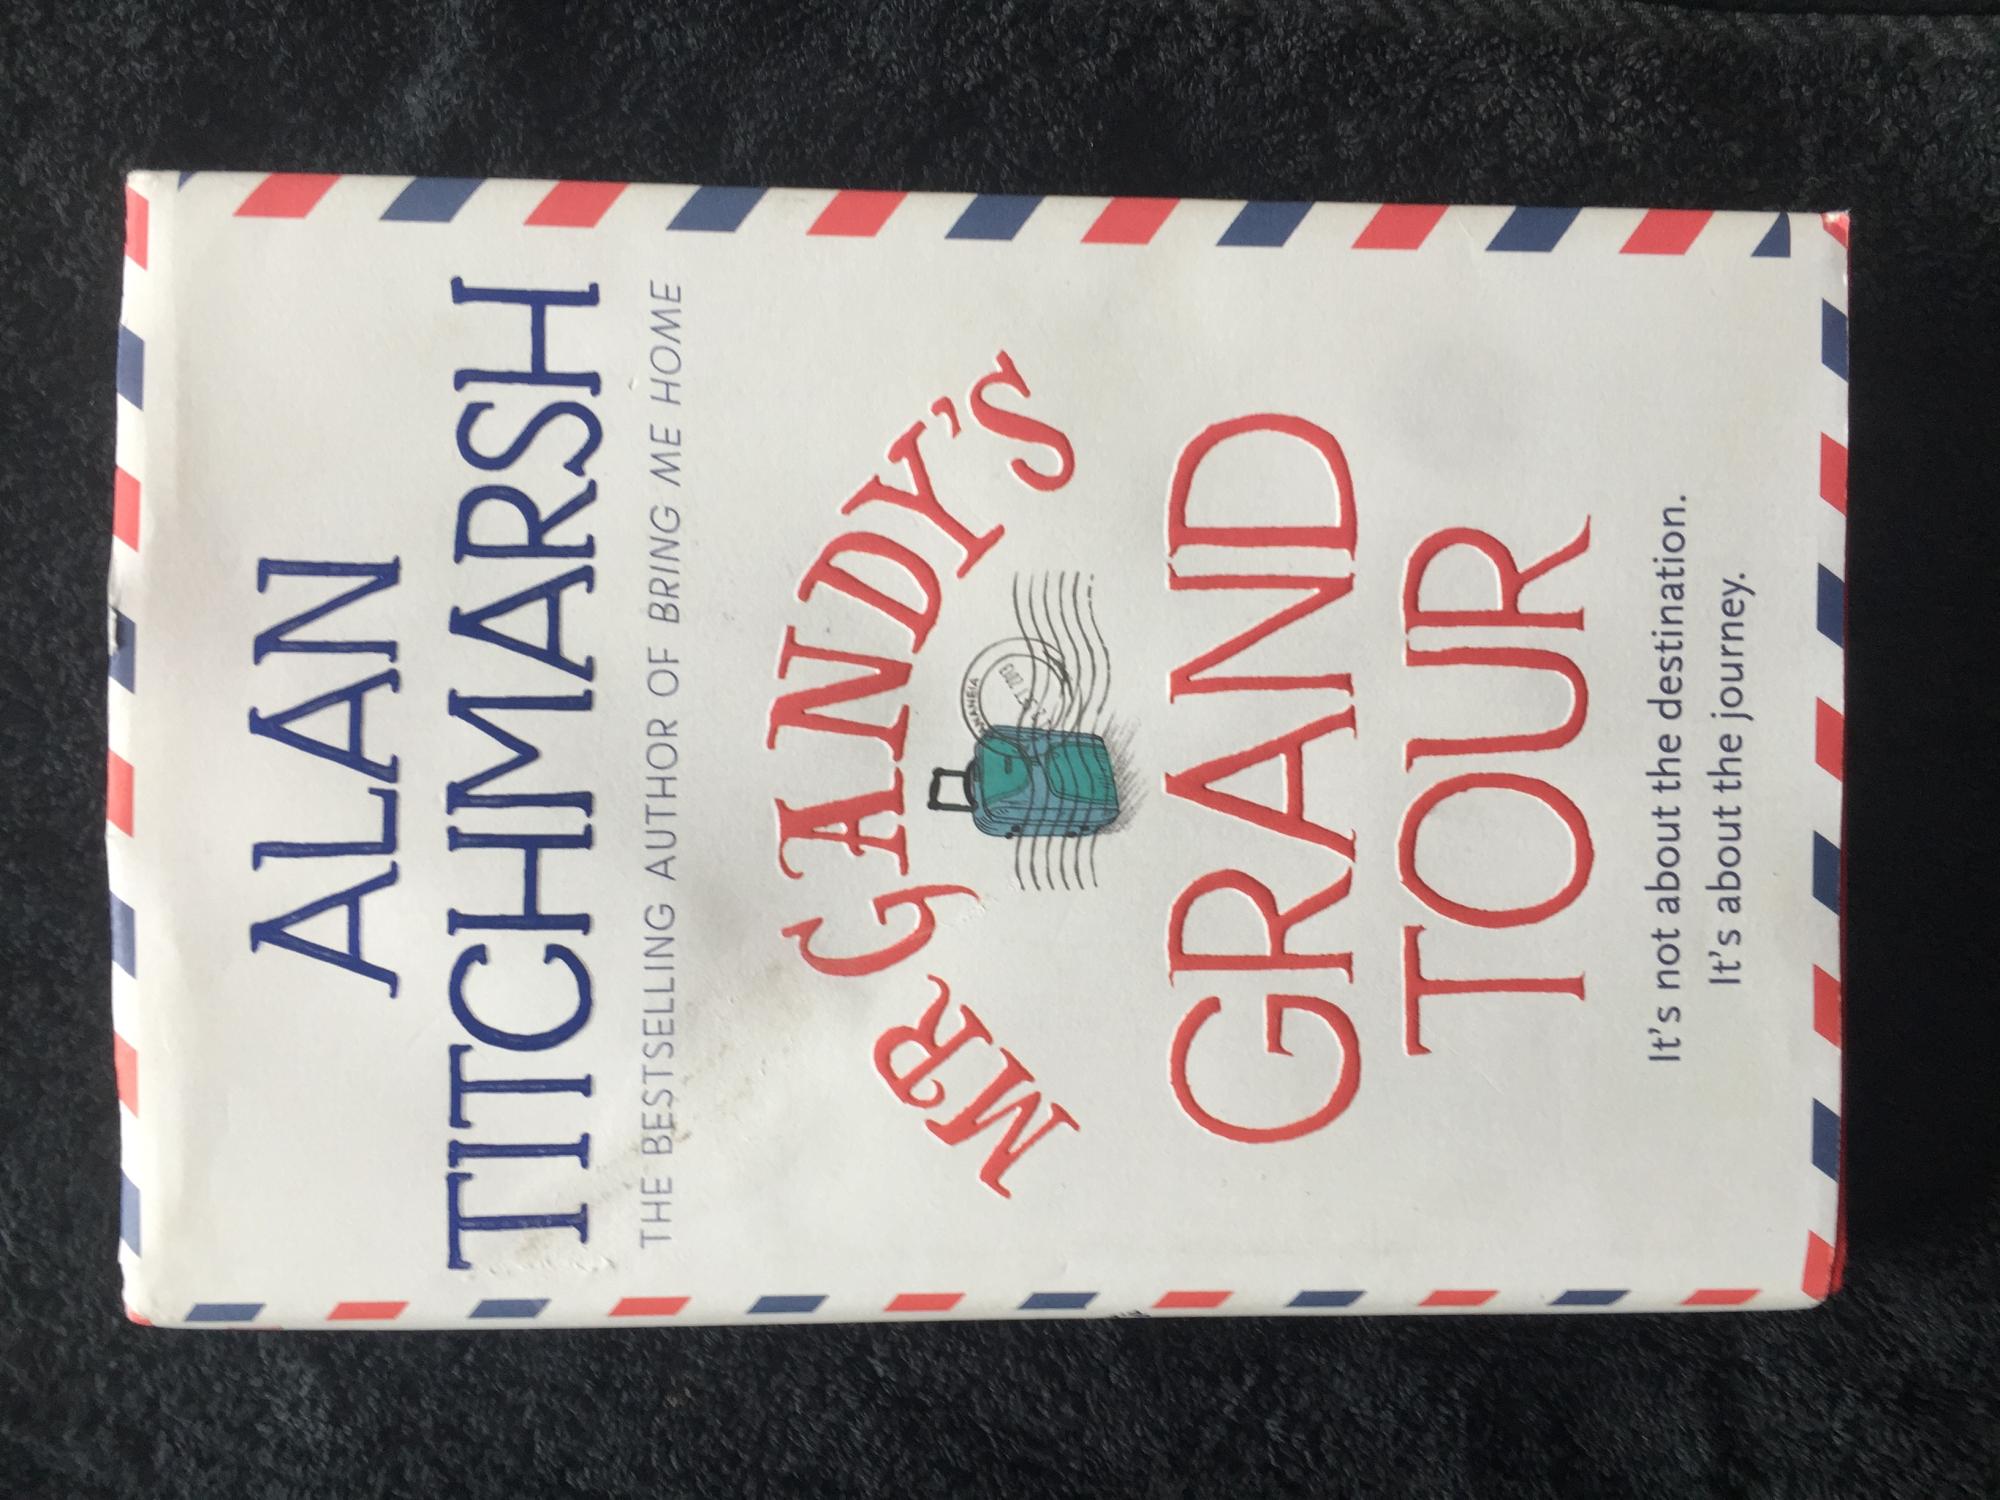 ALAN
TITCHMARSH
THE BESTSELLING AUTHOR OF BRING ME HOME
MR GANDY'S
GRAND
TOUR
It's not about the destination.
It's about the journey.